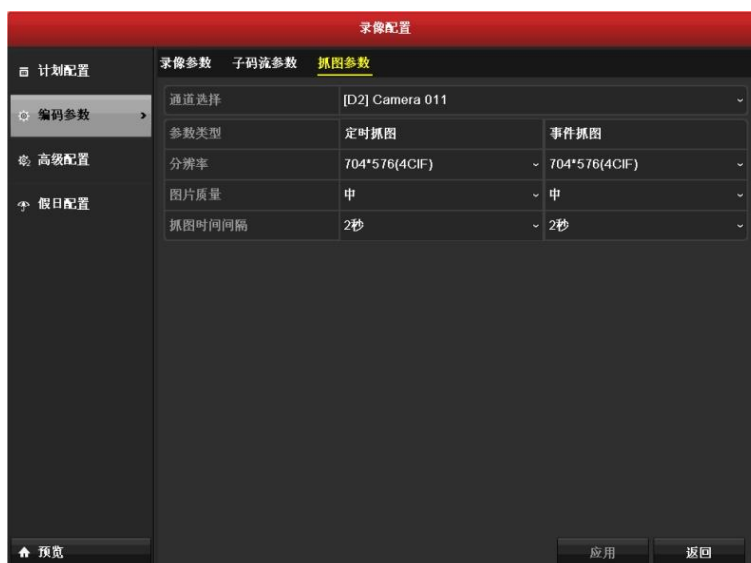 录像配置
计划配置
编码参数
高级配置
假日配置
预览
录像参数 子码流参数 抓图参数
通道选择 [D2] Camera 011
参数类型 定时抓图 事件抓图
分辨率 704*576(4CIF) 704*576(4CIF)
图片质量 中 中
抓图时间间隔 2秒 2秒
应用 返回